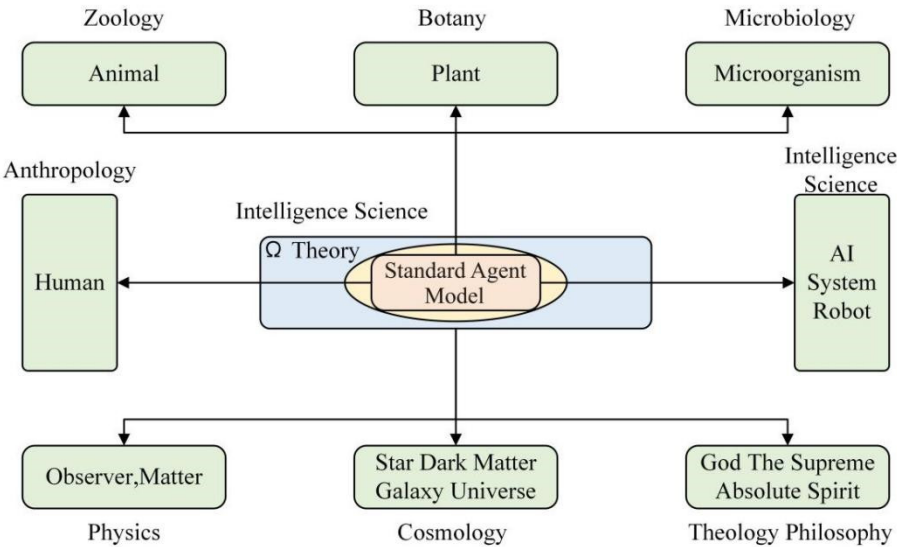 Zoology
Botany
Microbiology
Animal
Plant
Microorganism
Anthropology
Intelligence
Science
Intelligence Science
Ω Theory
Human
Standard Agent
Model
AI
System
Robot
Observer,Matter
Star Dark Matter
Galaxy Universe
God The Supreme
Absolute Spirit
Physics
Cosmology
Theology Philosophy